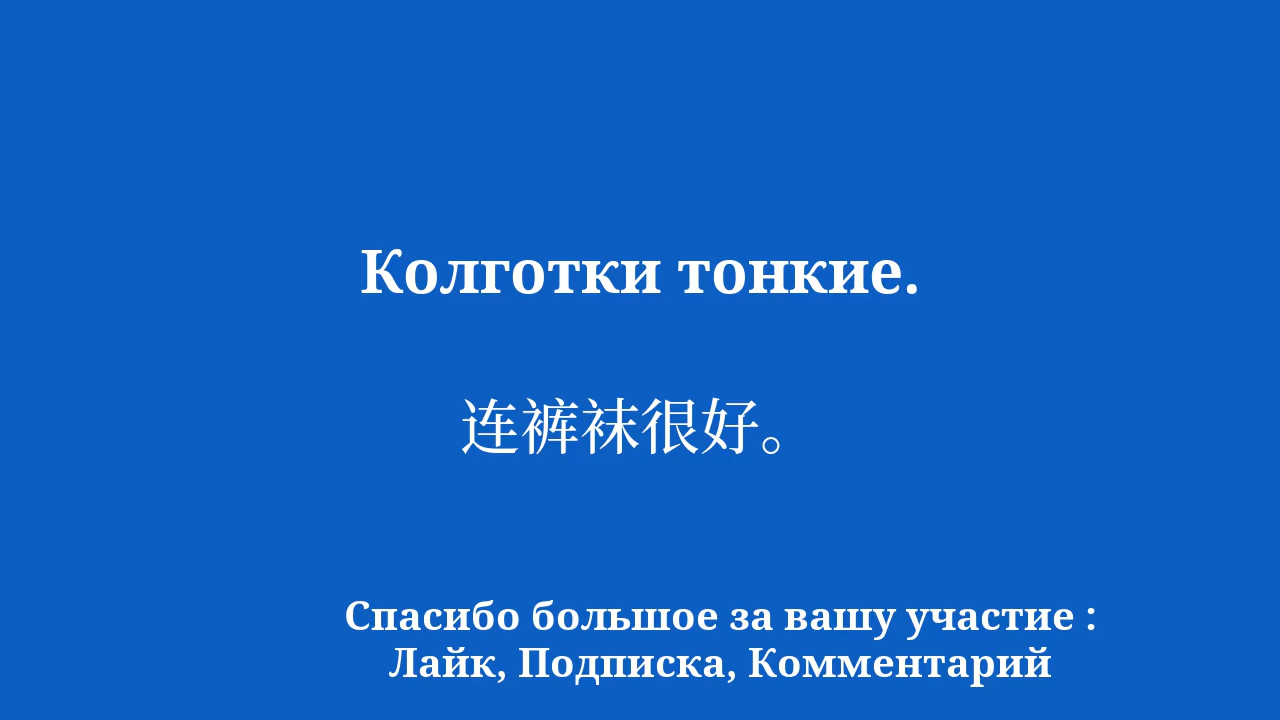 Колготки тонкие.
连裤袜很好。
Спасибо большое за вашу участие :
Лайк, Подписка, Комментарий